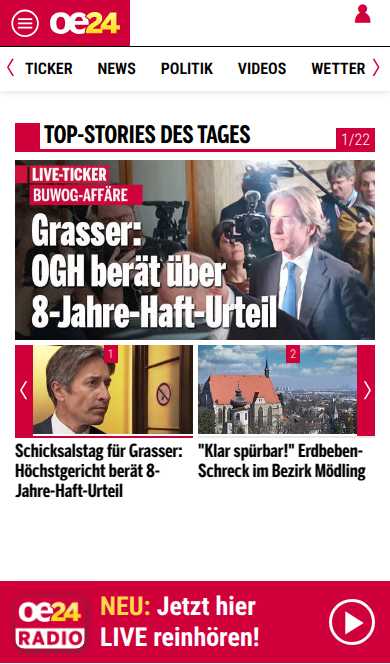 oe24
TICKER NEWS POLITIK VIDEOS WETTER
TOP-STORIES DES TAGES
1/22
LIVE-TICKER
BUWOG-AFFÄRE
Grasser:
OGH berät über
8-Jahre-Haft-Urteil
1
2
Schicksalstag für Grasser:
Höchstgericht berät 8-
Jahre-Haft-Urteil
"Klar spürbar!" Erdbeben-
Schreck im Bezirk Mödling
oe24
RADIO
NEU: Jetzt hier
LIVE reinhören!